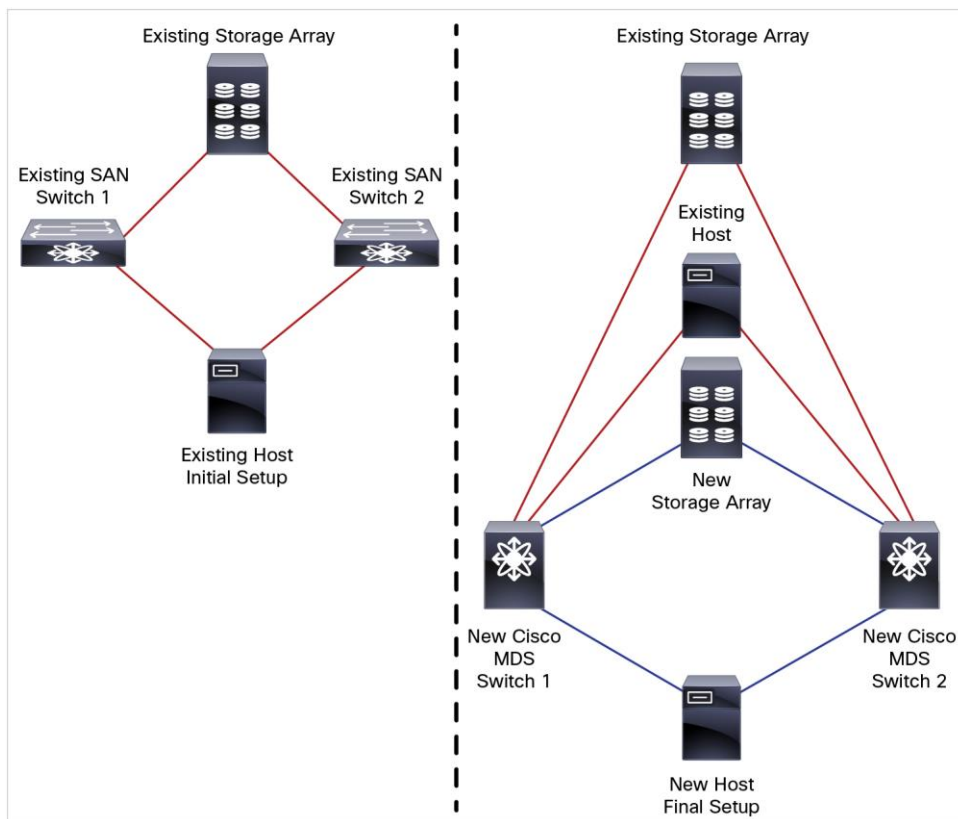 Existing Storage Array
Existing SAN
Switch 1
Existing SAN
Switch 2
Existing Host
Initial Setup
Existing Storage Array
Existing
Host
New
Storage Array
New Cisco
MDS
Switch 1
New Cisco
MDS
Switch 2
New Host
Final Setup